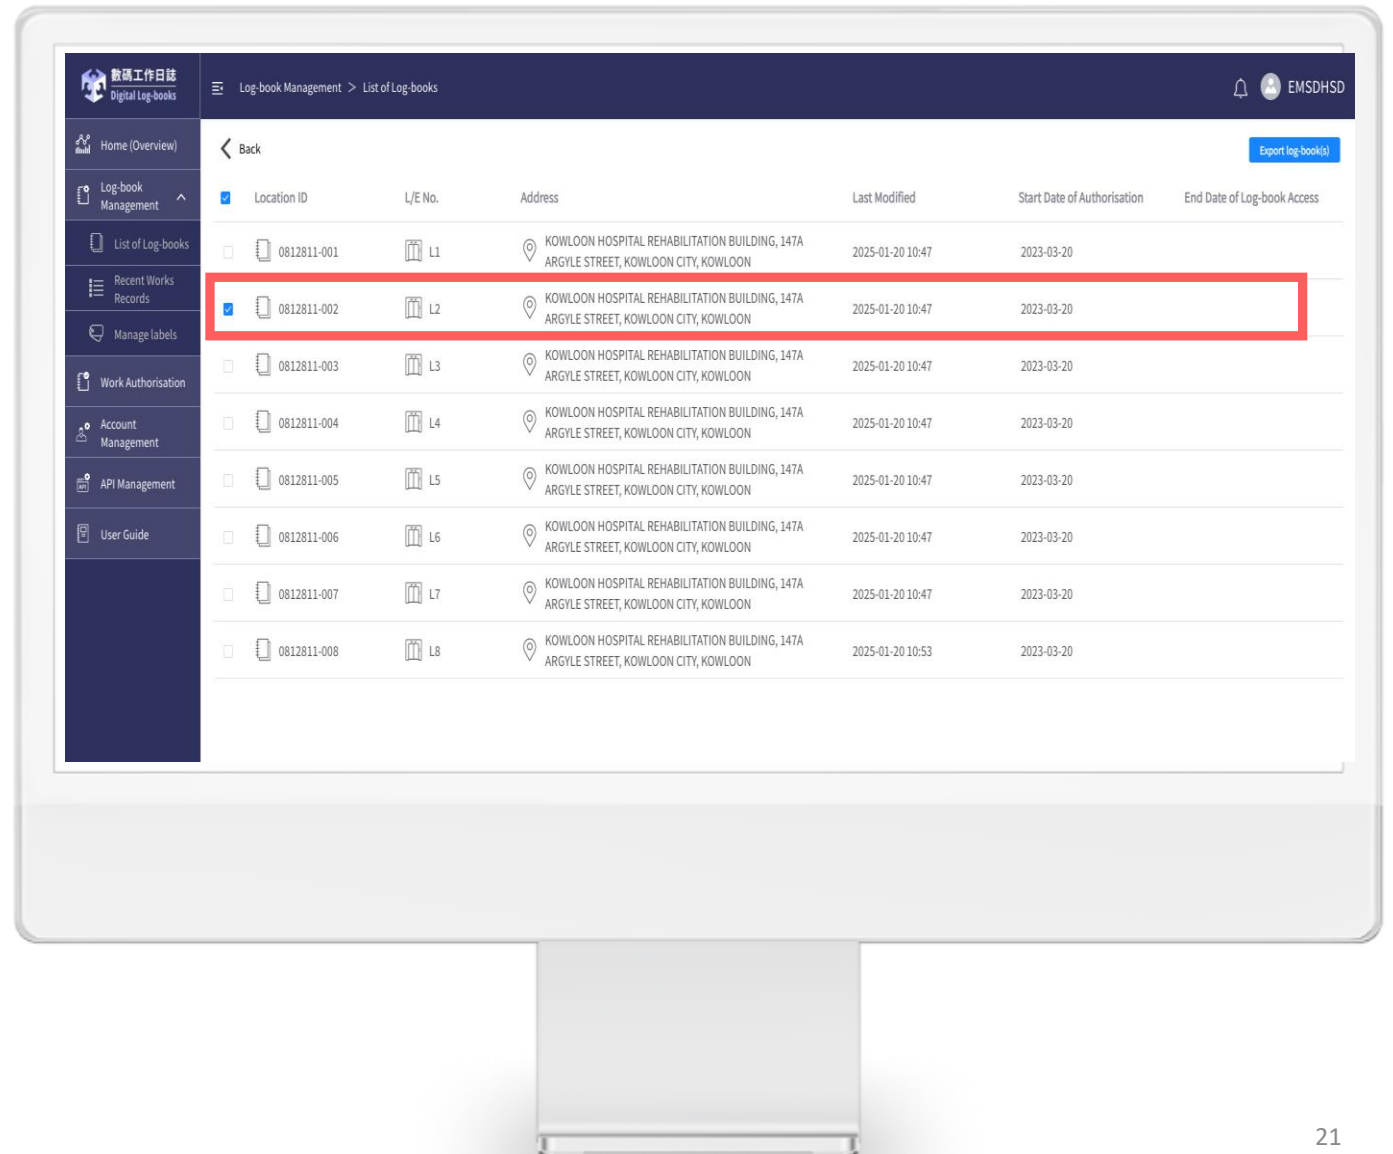 數碼工作日誌
Digital Log-books
Log-book Management > List of Log-books
EMSDHSD
Home (Overview)
Log-book
Management
List of Log-books
Recent Works
Records
Manage labels
Work Authorisation
Account
Management
API Management
User Guide
Back
Export log-book(s)
Location ID L/E No. Address Last Modified Start Date of Authorisation End Date of Log-book Access
KOWLOON HOSPITAL REHABILITATION BUILDING, 147A
0812811-001 L1 2025-01-20 10:47 2023-03-20
ARGYLE STREET, KOWLOON CITY, KOWLOON
KOWLOON HOSPITAL REHABILITATION BUILDING, 147A
0812811-002 L2 2025-01-20 10:47 2023-03-20
ARGYLE STREET, KOWLOON CITY, KOWLOON
KOWLOON HOSPITAL REHABILITATION BUILDING, 147A
0812811-003 L3 2025-01-20 10:47 2023-03-20
ARGYLE STREET, KOWLOON CITY, KOWLOON
KOWLOON HOSPITAL REHABILITATION BUILDING, 147A
0812811-004 L4 2025-01-20 10:47 2023-03-20
ARGYLE STREET, KOWLOON CITY, KOWLOON
KOWLOON HOSPITAL REHABILITATION BUILDING, 147A
0812811-005 L5 2025-01-20 10:47 2023-03-20
ARGYLE STREET, KOWLOON CITY, KOWLOON
KOWLOON HOSPITAL REHABILITATION BUILDING, 147A
0812811-006 L6 2025-01-20 10:47 2023-03-20
ARGYLE STREET, KOWLOON CITY, KOWLOON
KOWLOON HOSPITAL REHABILITATION BUILDING, 147A
0812811-007 L7 2025-01-20 10:47 2023-03-20
ARGYLE STREET, KOWLOON CITY, KOWLOON
KOWLOON HOSPITAL REHABILITATION BUILDING, 147A
0812811-008 L8 2025-01-20 10:53 2023-03-20
ARGYLE STREET, KOWLOON CITY, KOWLOON
21